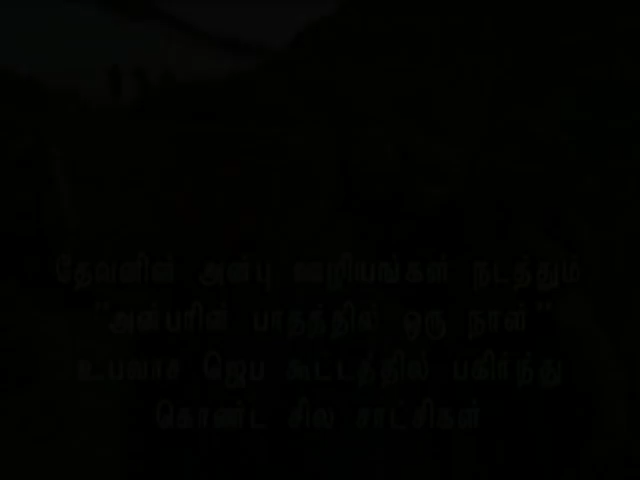 தேவனின் அன்பு ஊழியங்கள் நடத்தும்
"அன்பரின் பாதத்தில் ஒரு நாள்"
உபவாச ஜெப கூட்டத்தில் பகிர்ந்து
கொண்ட சில சாட்சிகள்